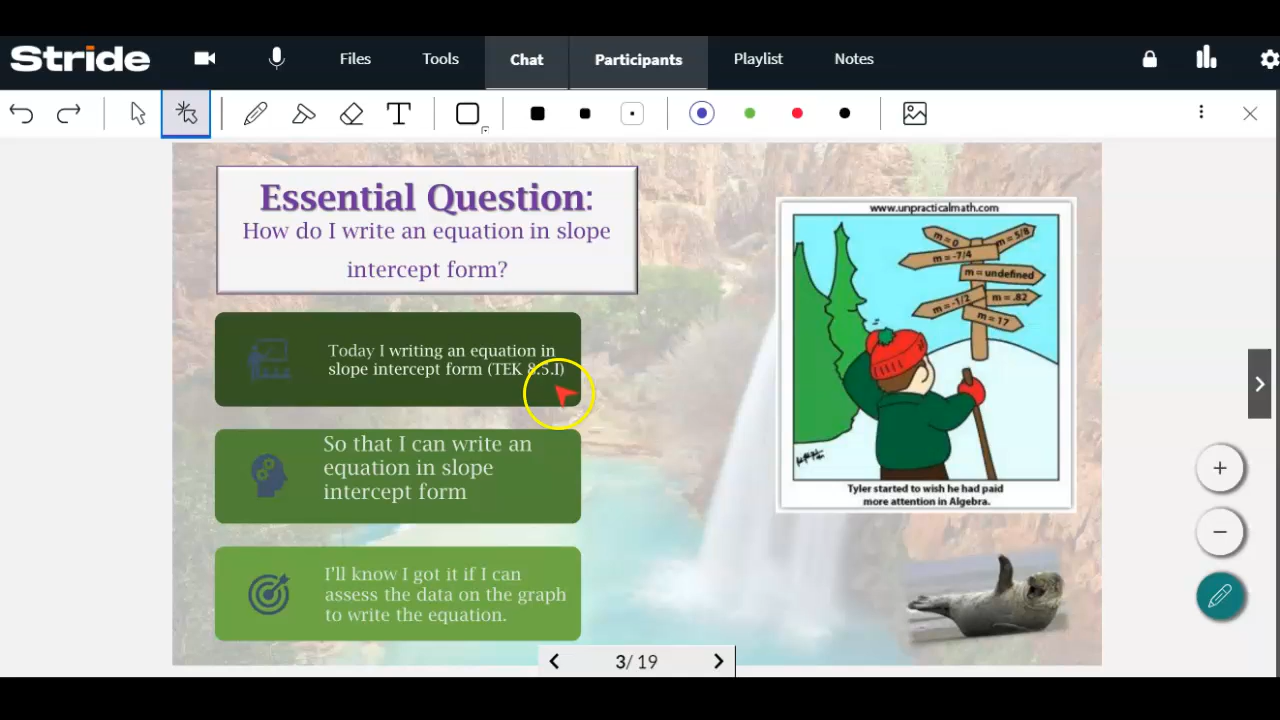 Stride
Files
Tools
Chat
Participants
Playlist
Notes
T
Essential Question:
How do I write an equation in slope
intercept form?
Today I writing an equation in
slope intercept form (TEK 8.5.I)
So that I can write an
equation in slope
intercept form
I'll know I got it if I can
assess the data on the graph
to write the equation.
www.unpracticalmath.com
m = 0
m = 5/8
m = -7/4
m = undefined
m = -1/2
m = .82
m = 17
Tyler started to wish he had paid
more attention in Algebra.
3/ 19